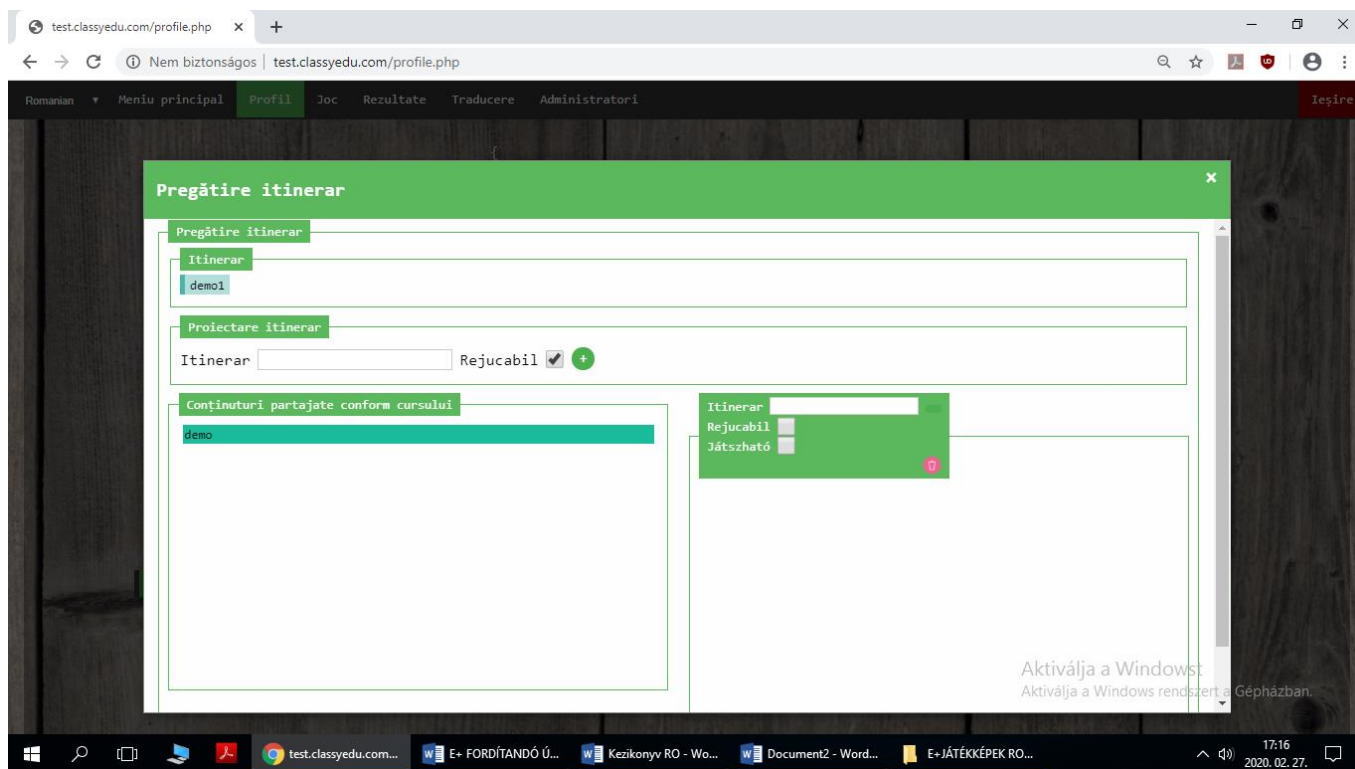 test.classyedu.com/profile.php
Nem biztonságos | test.classyedu.com/profile.php
Romanian Meniu principal Profil Joc Rezultate Traducere Administratori Ieșire
{
Pregătire itinerar
Pregătire itinerar
Itinerar
demo1
Proiectare itinerar
Itinerar Rejucabil +
Conținuturi partajate conform cursului
demo
Itinerar
Rejucabil
Játszható
Aktiválja a Windowst
Aktiválja a Windows rendszert a Gépházban.
test.classyedu.com... E+ FORDÍTANDÓ Ú... Kezikonyv RO - Wo... Document2 - Word... E+JÁTÉKKÉPEK RO... 17:16
2020. 02. 27.